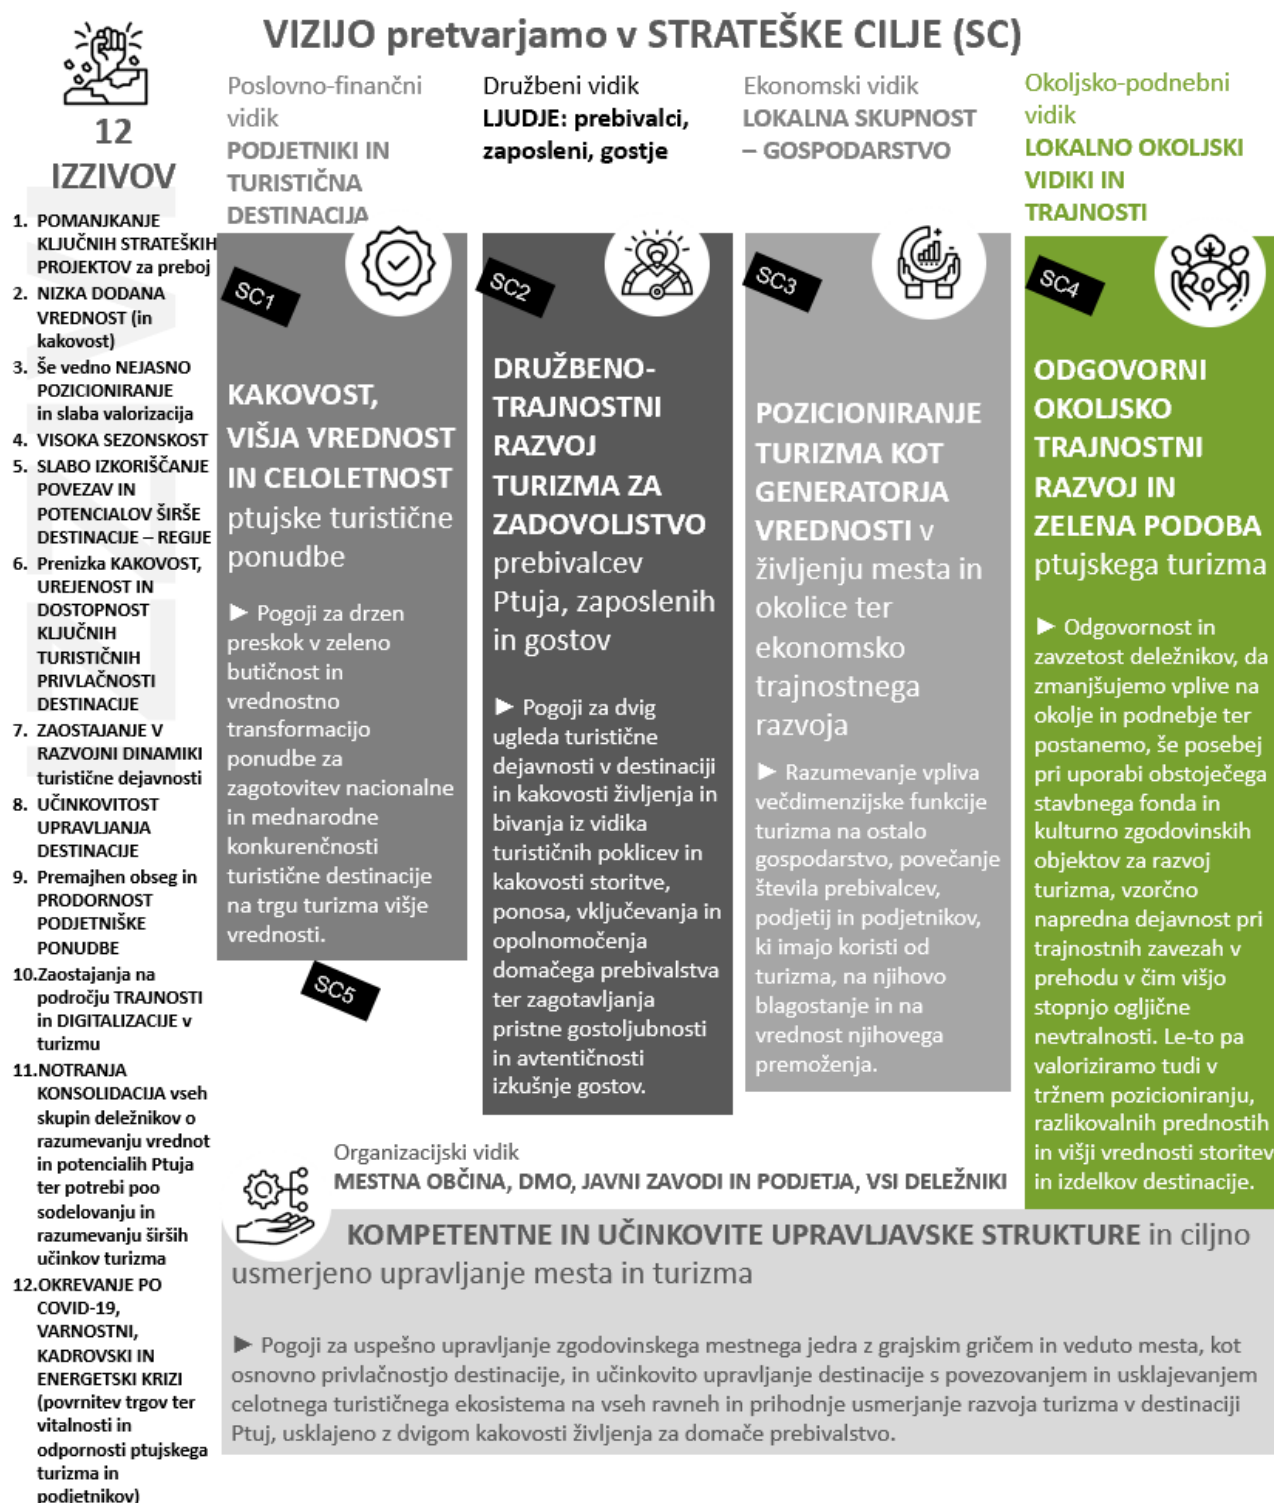 VIZIJO pretvarjamo v STRATEŠKE CILJE (SC)
12
IZZIVOV
1. POMANJKANJE
KLJUČNIH STRATEŠKIH
PROJEKTOV za preboj
2. NIZKA DODANA
VREDNOST (in
kakovost)
3. Še vedno NEJASNO
POZICIONIRANJE
in slaba valorizacija
4. VISOKA SEZONSKOST
5. SLABO IZKORIŠČANJE
POVEZAV IN
POTENCIALOV ŠIRŠE
DESTINACIJE – REGIJE
6. Prenizka KAKOVOST,
UREJENOST IN
DOSTOPNOST
KLJUČNIH
TURISTIČNIH
PRIVLAČNOSTI
DESTINACIJE
7. ZAOSTAJANJE V
RAZVOJNI DINAMIKI
turistične dejavnosti
8. UČINKOVITOST
UPRAVLJANJA
DESTINACIJE
9. Premajhen obseg in
PRODORNOST
PODJETNIŠKE
PONUDBE
10.Zaostajanja na
področju TRAJNOSTI
in DIGITALIZACIJE v
turizmu
11.NOTRANJA
KONSOLIDACIJA vseh
skupin deležnikov o
razumevanju vrednot
in potencialih Ptuja
ter potrebi poo
sodelovanju in
razumevanju širših
učinkov turizma
12.OKREVANJE PO
COVID-19,
VARNOSTNI,
KADROVSKI IN
ENERGETSKI KRIZI
(povrnitev trgov ter
vitalnosti in
odpornosti ptujskega
turizma in
podjetnikov)
Poslovno-finančni
vidik
PODJETNIKI IN
TURISTIČNA
DESTINACIJA
SC1
KAKOVOST,
VIŠJA VREDNOST
IN CELOLETNOST
ptujske turistične
ponudbe
► Pogoji za drzen
preskok v zeleno
butičnost in
vrednostno
transformacijo
ponudbe za
zagotovitev nacionalne
in mednarodne
konkurenčnosti
turistične destinacije
na trgu turizma višje
vrednosti.
Družbeni vidik
LJUDJE: prebivalci,
zaposleni, gostje
SC2
DRUŽBENO-
TRAJNOSTNI
RAZVOJ
TURIZMA ZA
ZADOVOLJSTVO
prebivalcev
Ptuja, zaposlenih
in gostov
► Pogoji za dvig
ugleda turistične
dejavnosti v destinaciji
in kakovosti življenja in
bivanja iz vidika
turističnih poklicev in
kakovosti storitve,
ponosa, vključevanja in
opolnomočenja
domačega prebivalstva
ter zagotavljanja
pristne gostoljubnosti
in avtentičnosti
izkušnje gostov.
Ekonomski vidik
LOKALNA SKUPNOST
– GOSPODARSTVO
SC3
POZICIONIRANJE
TURIZMA KOT
GENERATORJA
VREDNOSTI v
življenju mesta in
okolice ter
ekonomsko
trajnostnega
razvoja
► Razumevanje vpliva
večdimenzijske funkcije
turizma na ostalo
gospodarstvo, povečanje
števila prebivalcev,
podjetij in podjetnikov,
ki imajo koristi od
turizma, na njihovo
blagostanje in na
vrednost njihovega
premoženja.
Okoljsko-podnebni
vidik
LOKALNO OKOLJSKI
VIDIKI IN
TRAJNOSTI
SC4
ODGOVORNI
OKOLJSKO
TRAJNOSTNI
RAZVOJ IN
ZELENA PODOBA
ptujskega turizma
► Odgovornost in
zavzetost deležnikov, da
zmanjšujemo vplive na
okolje in podnebje ter
postanemo, še posebej
pri uporabi obstoječega
stavbnega fonda in
kulturno zgodovinskih
objektov za razvoj
turizma, vzorčno
napredna dejavnost pri
trajnostnih zavezah v
prehodu v čim višjo
stopnjo ogljične
nevtralnosti. Le-to pa
valoriziramo tudi v
tržnem pozicioniranju,
razlikovalnih prednostih
in višji vrednosti storitev
in izdelkov destinacije.
SC5
Organizacijski vidik
MESTNA OBČINA, DMO, JAVNI ZAVODI IN PODJETJA, VSI DELEŽNIKI
KOMPETENTNE IN UČINKOVITE UPRAVLJAVSKE STRUKTURE in ciljno
usmerjeno upravljanje mesta in turizma
► Pogoji za uspešno upravljanje zgodovinskega mestnega jedra z grajskim gričem in veduto mesta, kot
osnovno privlačnostjo destinacije, in učinkovito upravljanje destinacije s povezovanjem in usklajevanjem
celotnega turističnega ekosistema na vseh ravneh in prihodnje usmerjanje razvoja turizma v destinaciji
Ptuj, usklajeno z dvigom kakovosti življenja za domače prebivalstvo.